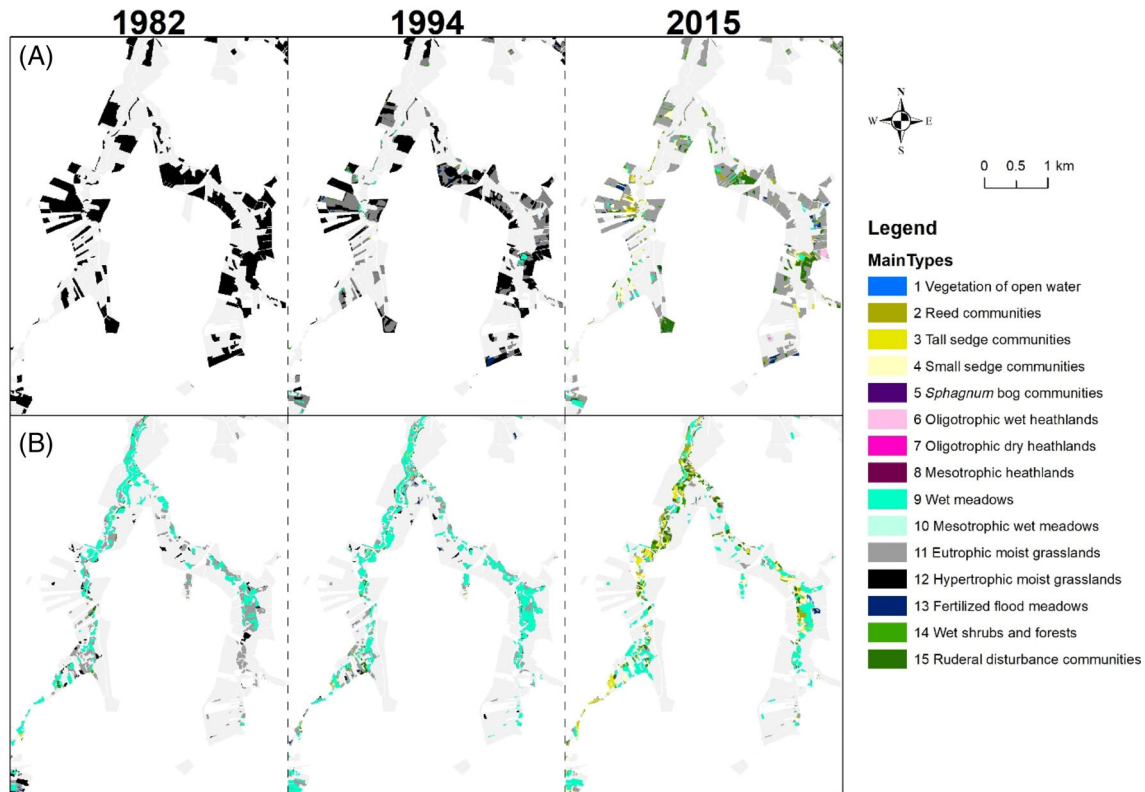 1982 1994 2015
(A)
N
W E
S
0 0.5 1 km
Legend
MainTypes
1 Vegetation of open water
2 Reed communities
3 Tall sedge communities
4 Small sedge communities
5 Sphagnum bog communities
6 Oligotrophic wet heathlands
7 Oligotrophic dry heathlands
8 Mesotrophic heathlands
9 Wet meadows
10 Mesotrophic wet meadows
11 Eutrophic moist grasslands
12 Hypertrophic moist grasslands
13 Fertilized flood meadows
14 Wet shrubs and forests
15 Ruderal disturbance communities
(B)